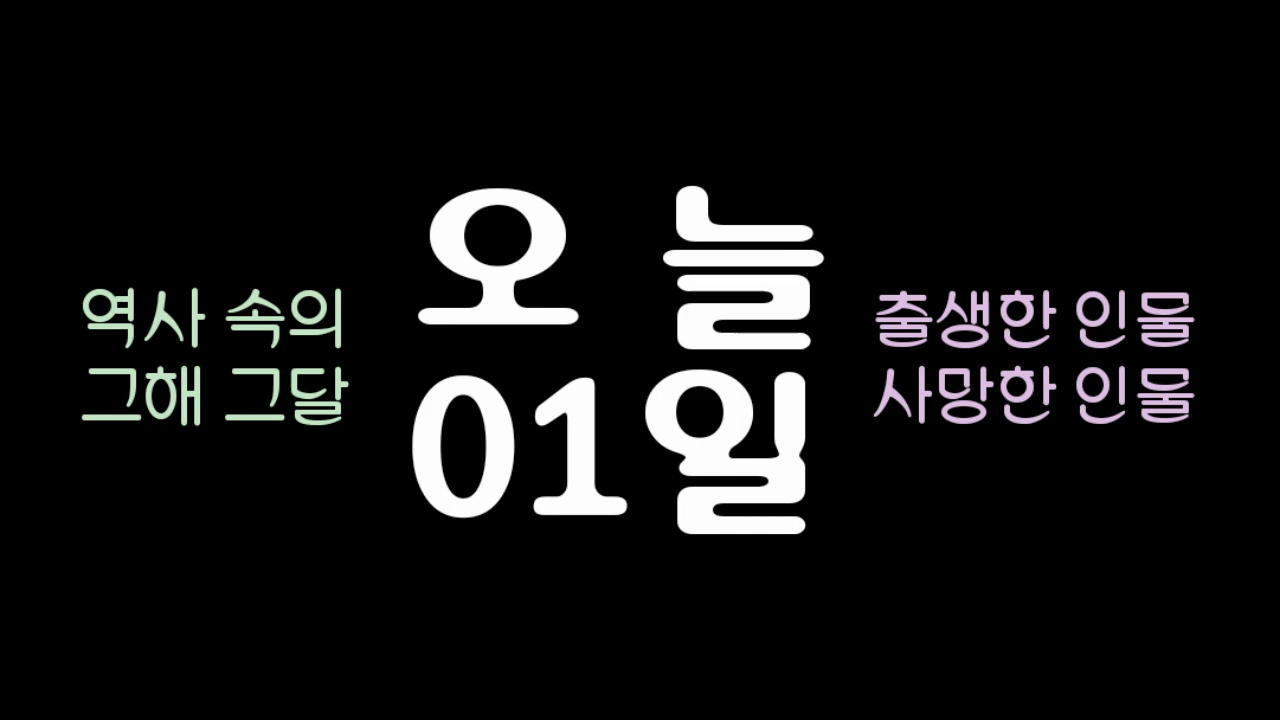 역사 속의
그해 그달
오 늘
01일
출생한 인물
사망한 인물